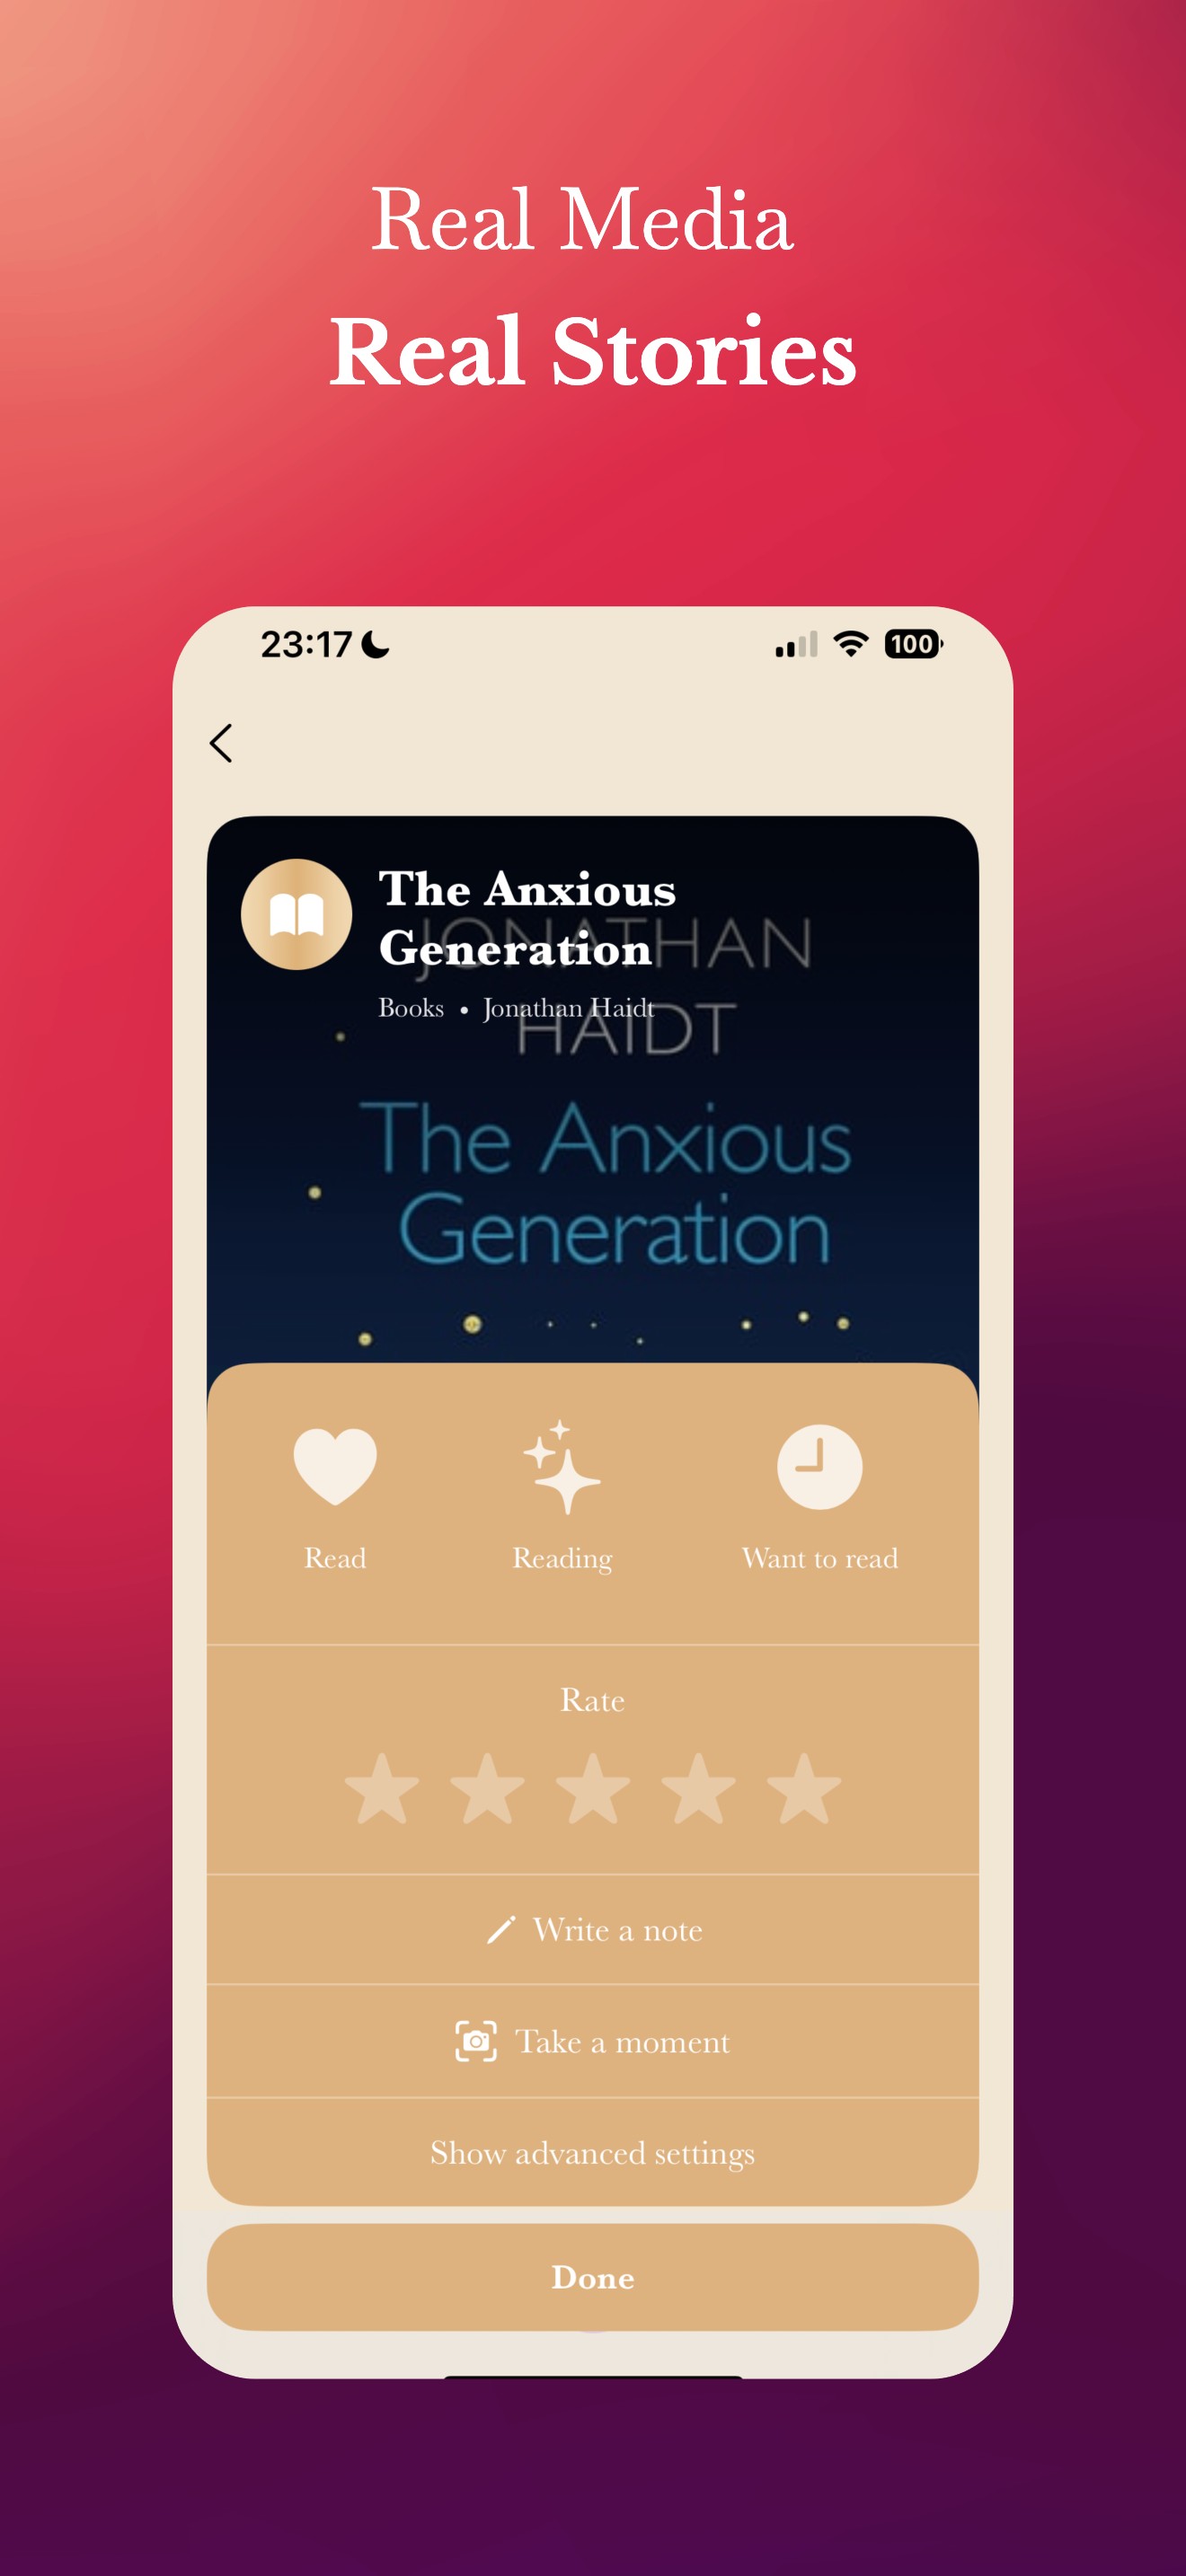 Real Media
Real Stories
23:17
100
The Anxious
Generation
Books • Jonathan Haidt
JONATHAN
HAIDT
The Anxious
Generation
Read
Reading
Want to read
Rate
Write a note
Take a moment
Show advanced settings
Done